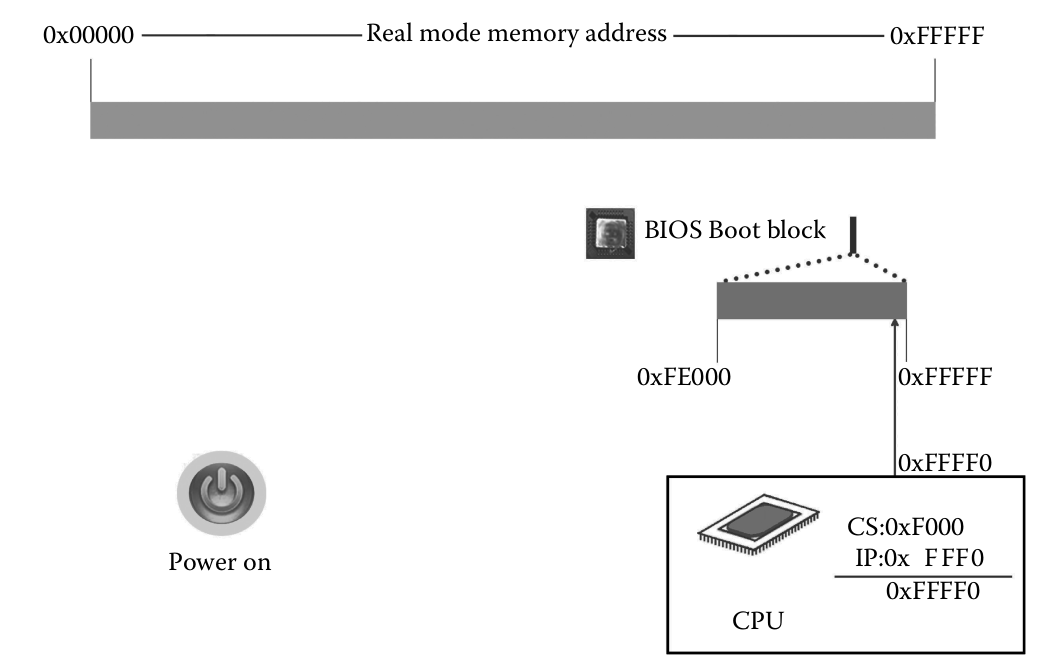 0x00000 Real mode memory address 0xFFFFF
BIOS Boot block
0xFE000 0xFFFFF
0xFFFF0
CS:0xF000
IP:0x FFF0
0xFFFF0
CPU
Power on